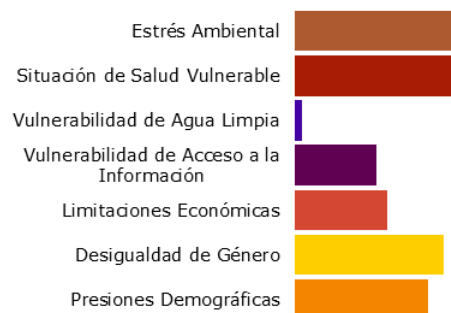 Estrés Ambiental
Situación de Salud Vulnerable
Vulnerabilidad de Agua Limpia
Vulnerabilidad de Acceso a la
Información
Limitaciones Económicas
Desigualdad de Género
Presiones Demográficas